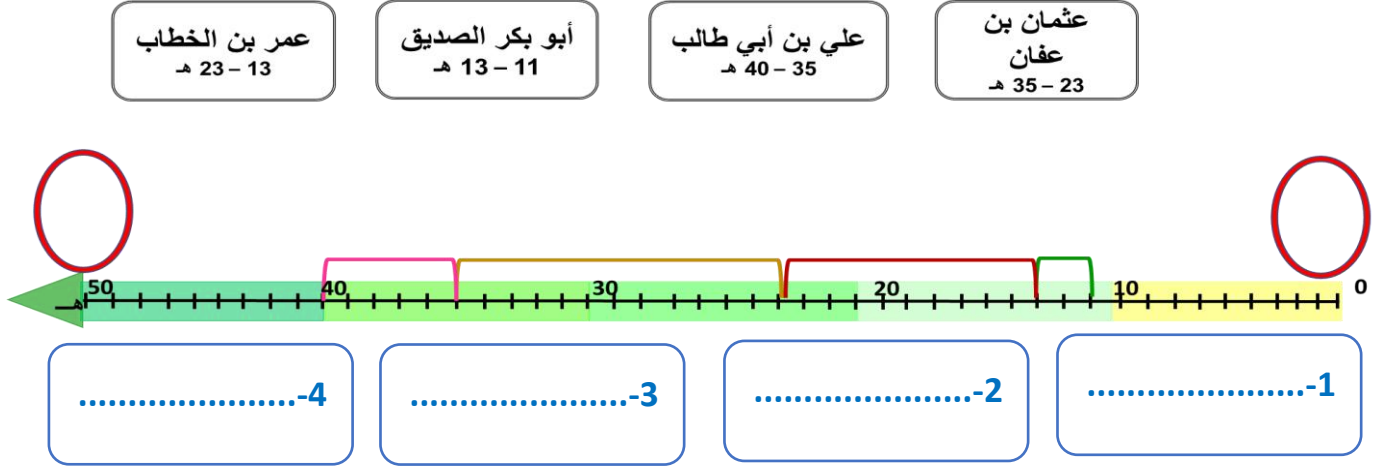 عثمان بن
عفان
23 – 35 هـ
علي بن أبي طالب
35 – 40 هـ
أبو بكر الصديق
11 – 13 هـ
عمر بن الخطاب
13 – 23 هـ
0
10
20
30
40
50
هـ
1-......................
2-......................
3-......................
4-......................